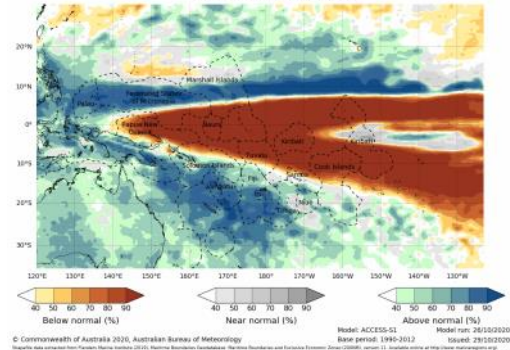 20°N
Marshall Islands
10°N
Federated States
of Micronesia
Palau
0°
Papua New
Guinea
Nauru
Kiribati
Kiribati
Tuvalu
10°S
Solomon Islands
Cook Islands
Samoa
Vanuatu
Fiji
20°S
Niue
Tonga
30°S
120°E 130°E 140°E 150°E 160°E 170°E 180° 170°W 160°W 150°W 140°W 130°W
40 50 60 70 80 90 40 50 60 70 80 90 40 50 60 70 80 90
Below normal (%) Near normal (%) Above normal (%)
Model: ACCESS-S1 Model run: 26/10/2020
© Commonwealth of Australia 2020, Australian Bureau of Meteorology Base period: 1990-2012 Issued: 29/10/2020